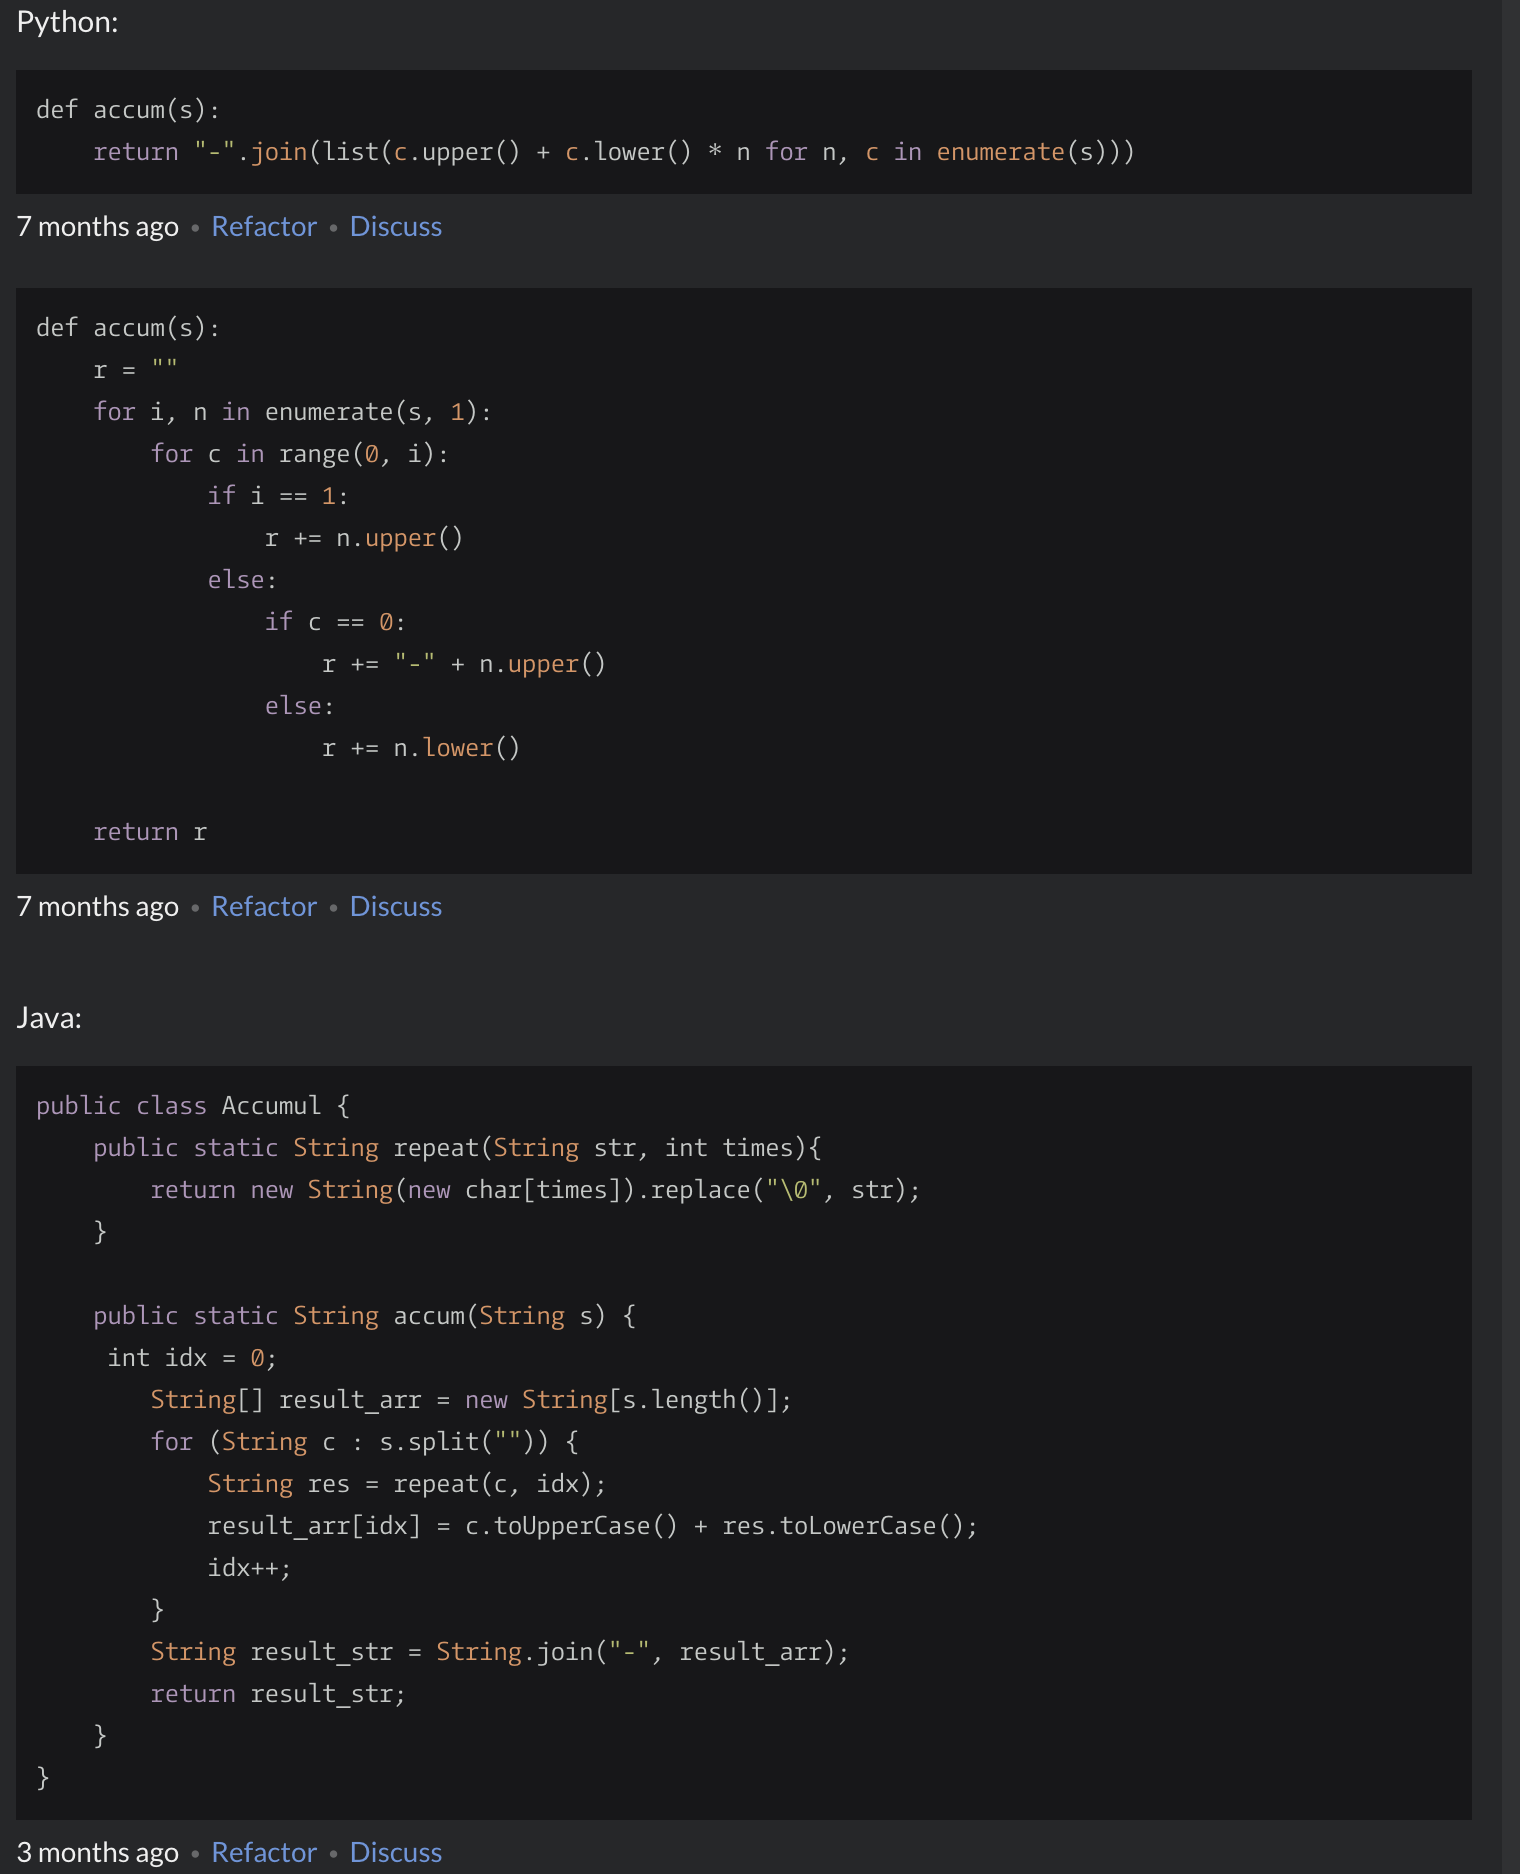 Python:
def accum(s):
    return "-".join(list(c.upper() + c.lower() * n for n, c in enumerate(s)))
7 months ago • Refactor • Discuss
def accum(s):
    r = ""
    for i, n in enumerate(s, 1):
        for c in range(0, i):
            if i == 1:
                r += n.upper()
            else:
                if c == 0:
                    r += "-" + n.upper()
                else:
                    r += n.lower()
    return r
7 months ago • Refactor • Discuss
Java:
public class Accumul {
    public static String repeat(String str, int times){
        return new String(new char[times]).replace("\0", str);
    }
    public static String accum(String s) {
     int idx = 0;
        String[] result_arr = new String[s.length()];
        for (String c : s.split("")) {
            String res = repeat(c, idx);
            result_arr[idx] = c.toUpperCase() + res.toLowerCase();
            idx++;
        }
        String result_str = String.join("-", result_arr);
        return result_str;
    }
}
3 months ago • Refactor • Discuss